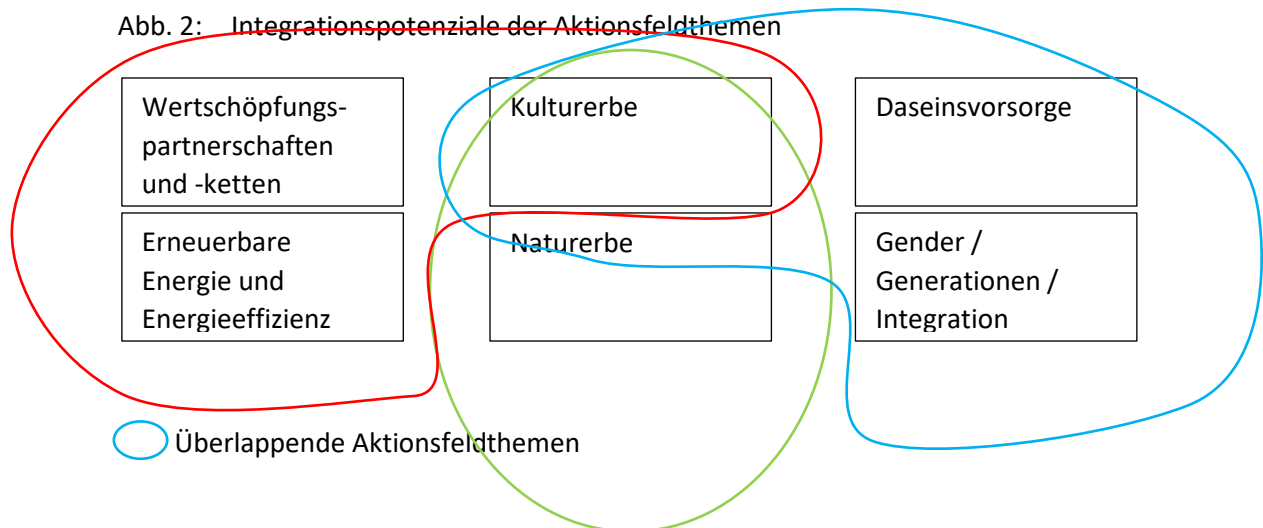 Abb. 2: Integrationspotenziale der Aktionsfeldthemen
Wertschöpfungs-
partnerschaften
und -ketten
Kulturerbe
Daseinsvorsorge
Erneuerbare
Energie und
Energieeffizienz
Naturerbe
Gender /
Generationen /
Integration
Überlappende Aktionsfeldthemen